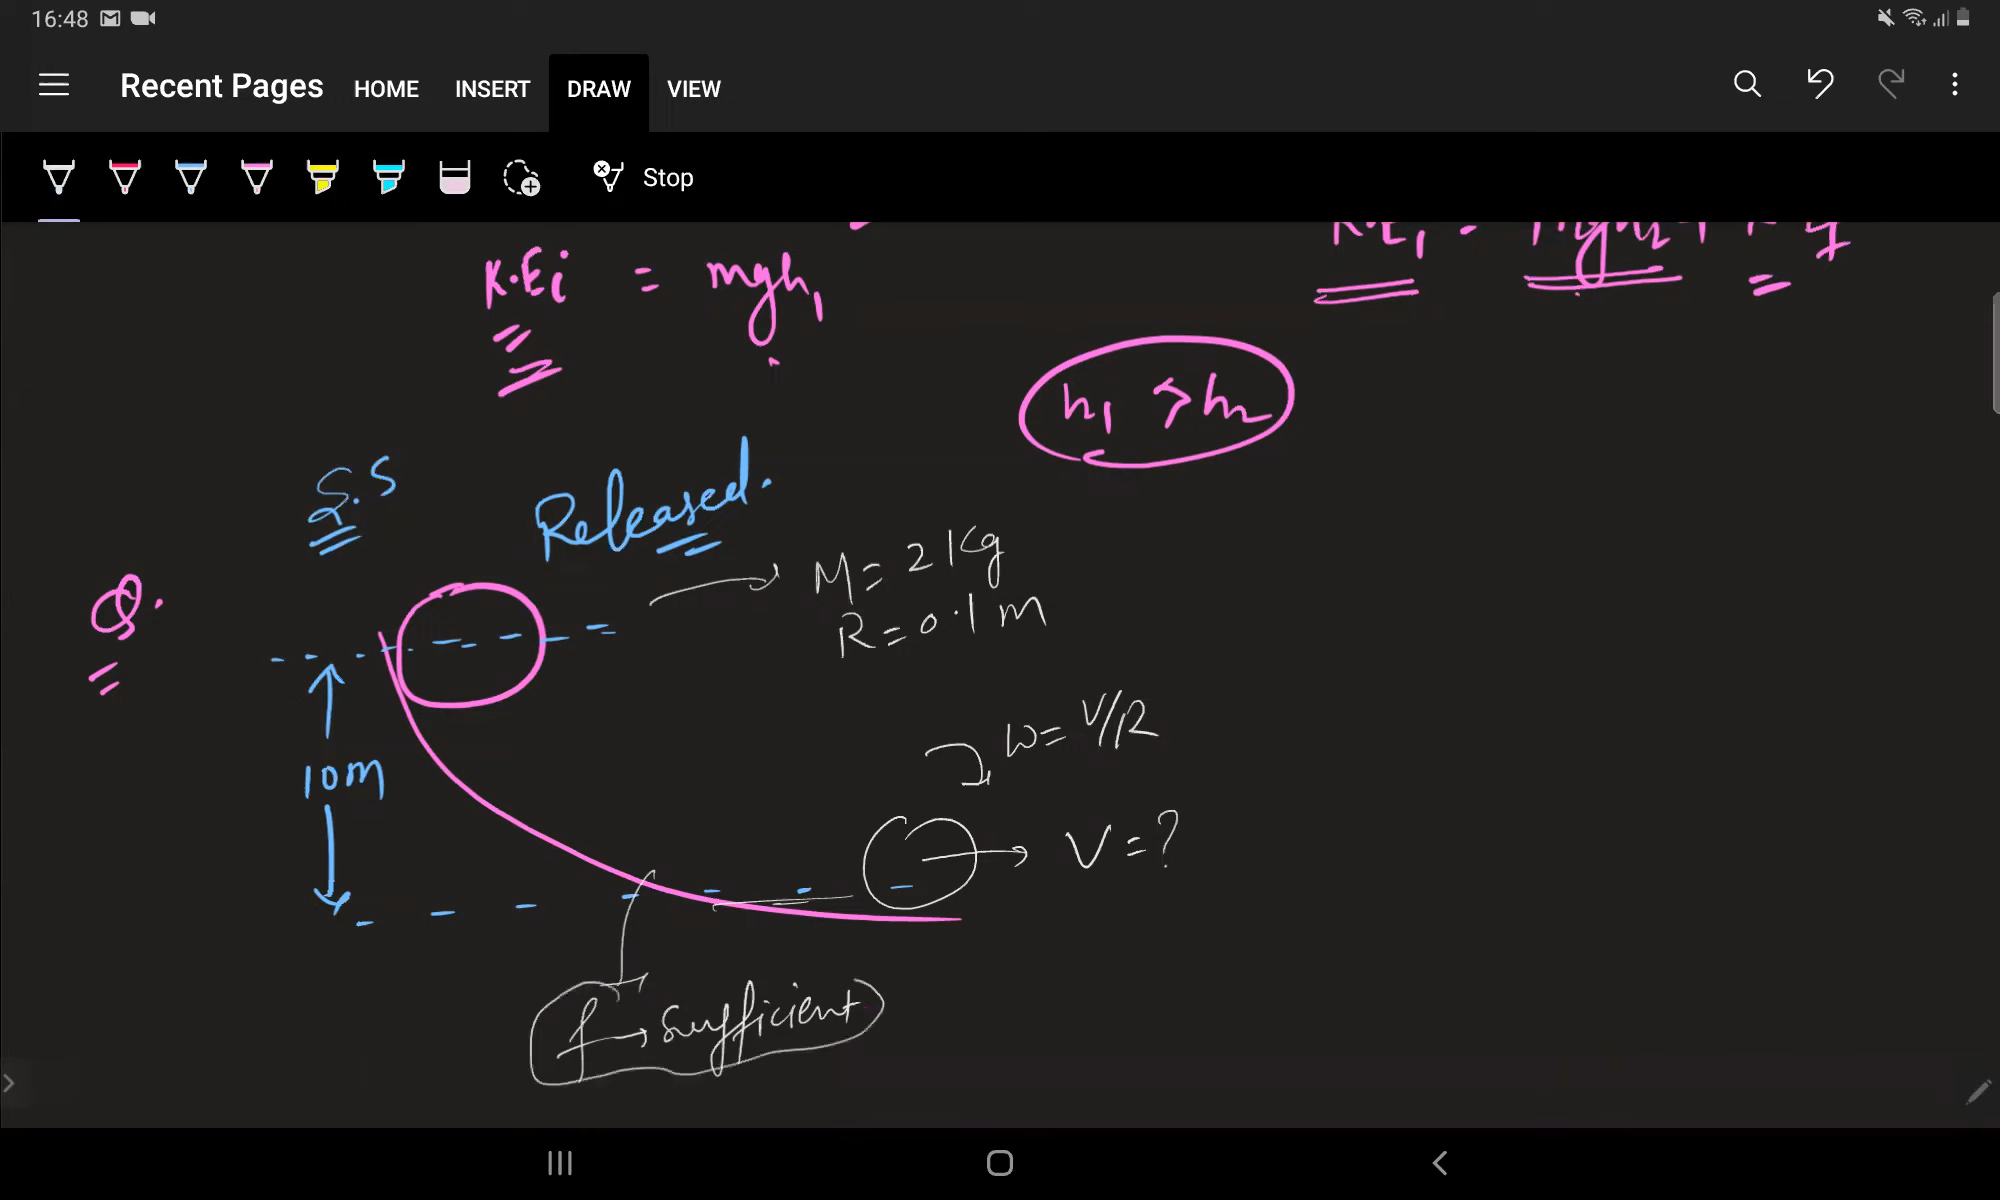 16:48
Recent Pages HOME INSERT DRAW VIEW
Stop
K.Ei = mgh1
h1 > h2
S.S
Released.
Q.
M = 2 Kg
R = 0.1 m
10m
W = V/R
V = ?
f → sufficient